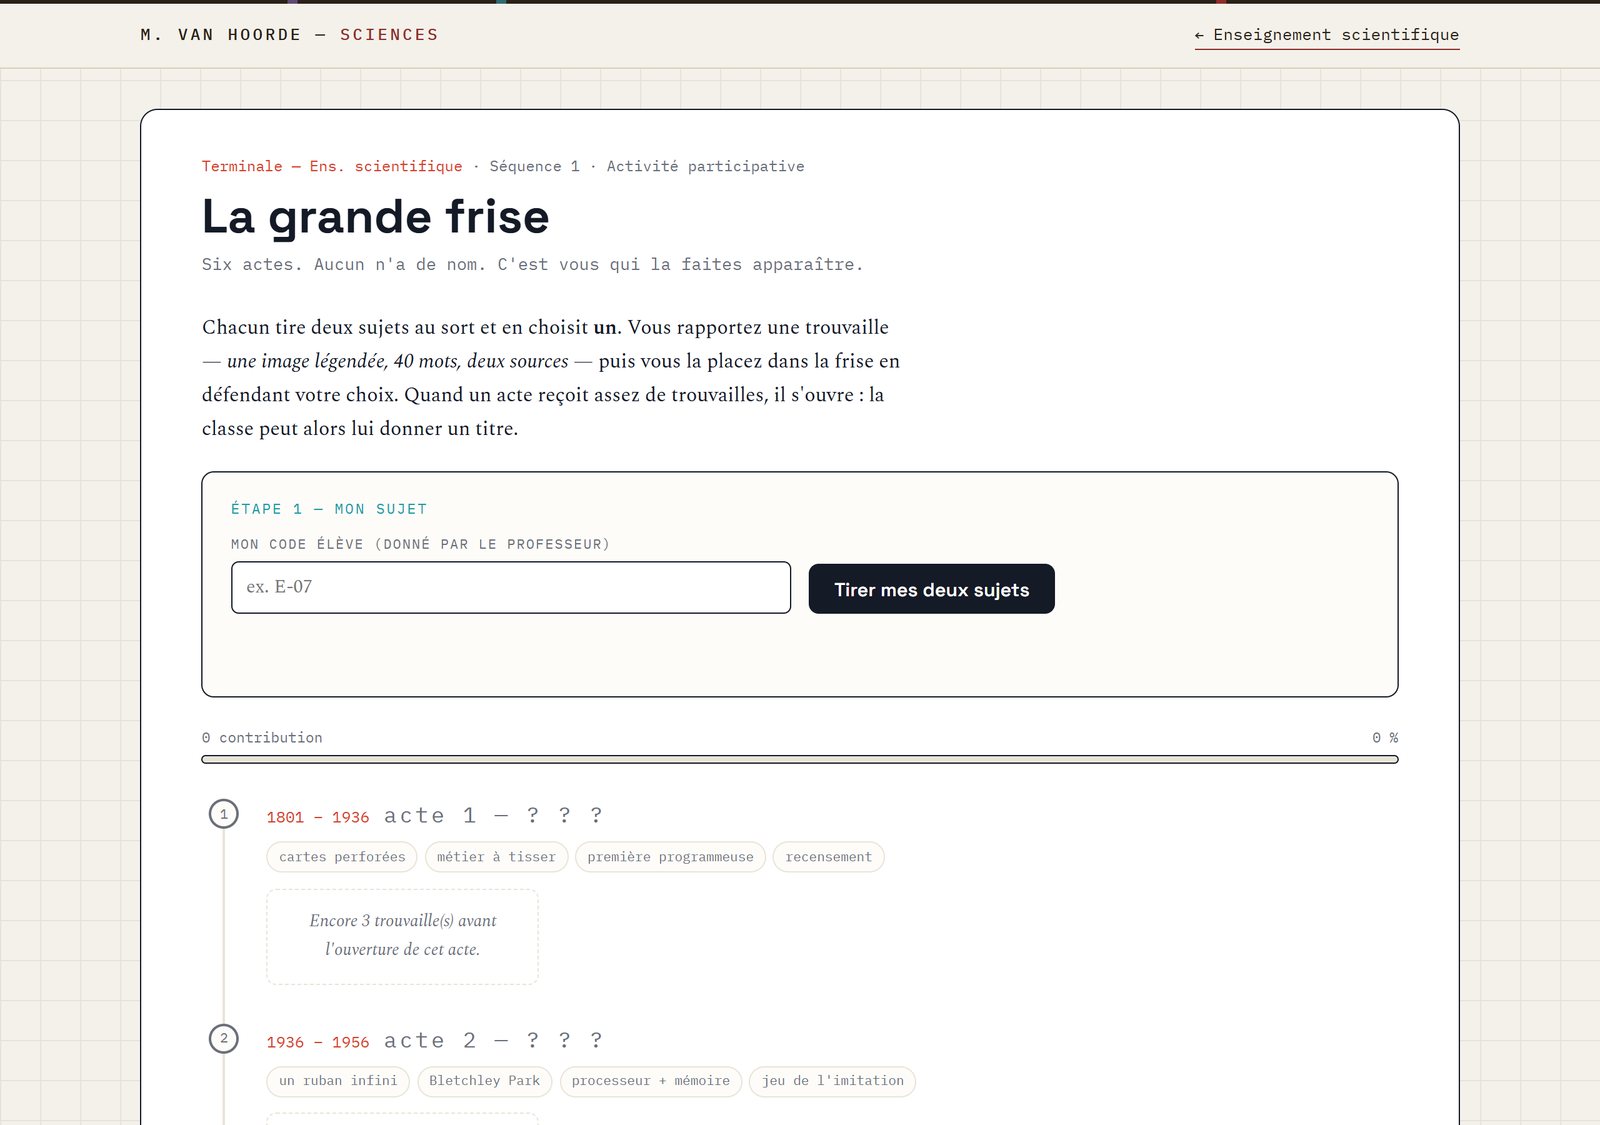 M. VAN HOORDE — SCIENCES
← Enseignement scientifique
Terminale — Ens. scientifique · Séquence 1 · Activité participative
La grande frise
Six actes. Aucun n'a de nom. C'est vous qui la faites apparaître.
Chacun tire deux sujets au sort et en choisit un. Vous rapportez une trouvaille
— une image légendée, 40 mots, deux sources — puis vous la placez dans la frise en
défendant votre choix. Quand un acte reçoit assez de trouvailles, il s'ouvre : la
classe peut alors lui donner un titre.
ÉTAPE 1 — MON SUJET
MON CODE ÉLÈVE (DONNÉ PAR LE PROFESSEUR)
ex. E-07
Tirer mes deux sujets
0 contribution
0 %
1
1801 – 1936 acte 1 — ? ? ?
cartes perforées
métier à tisser
première programmeuse
recensement
Encore 3 trouvaille(s) avant
l'ouverture de cet acte.
2
1936 – 1956 acte 2 — ? ? ?
un ruban infini
Bletchley Park
processeur + mémoire
jeu de l'imitation